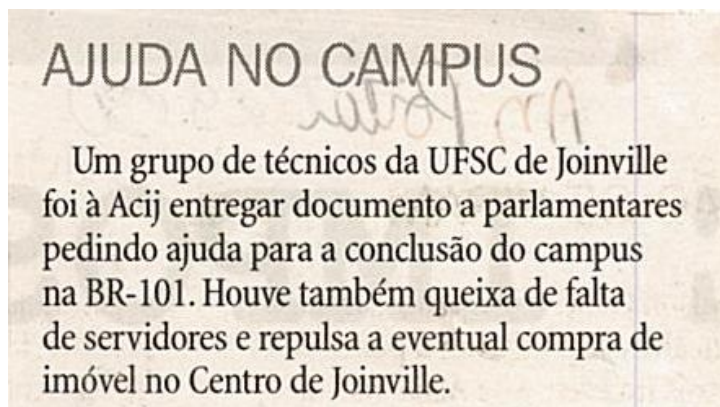 AJUDA NO CAMPUS
Um grupo de técnicos da UFSC de Joinville
foi à Acij entregar documento a parlamentares
pedindo ajuda para a conclusão do campus
na BR-101. Houve também queixa de falta
de servidores e repulsa a eventual compra de
imóvel no Centro de Joinville.